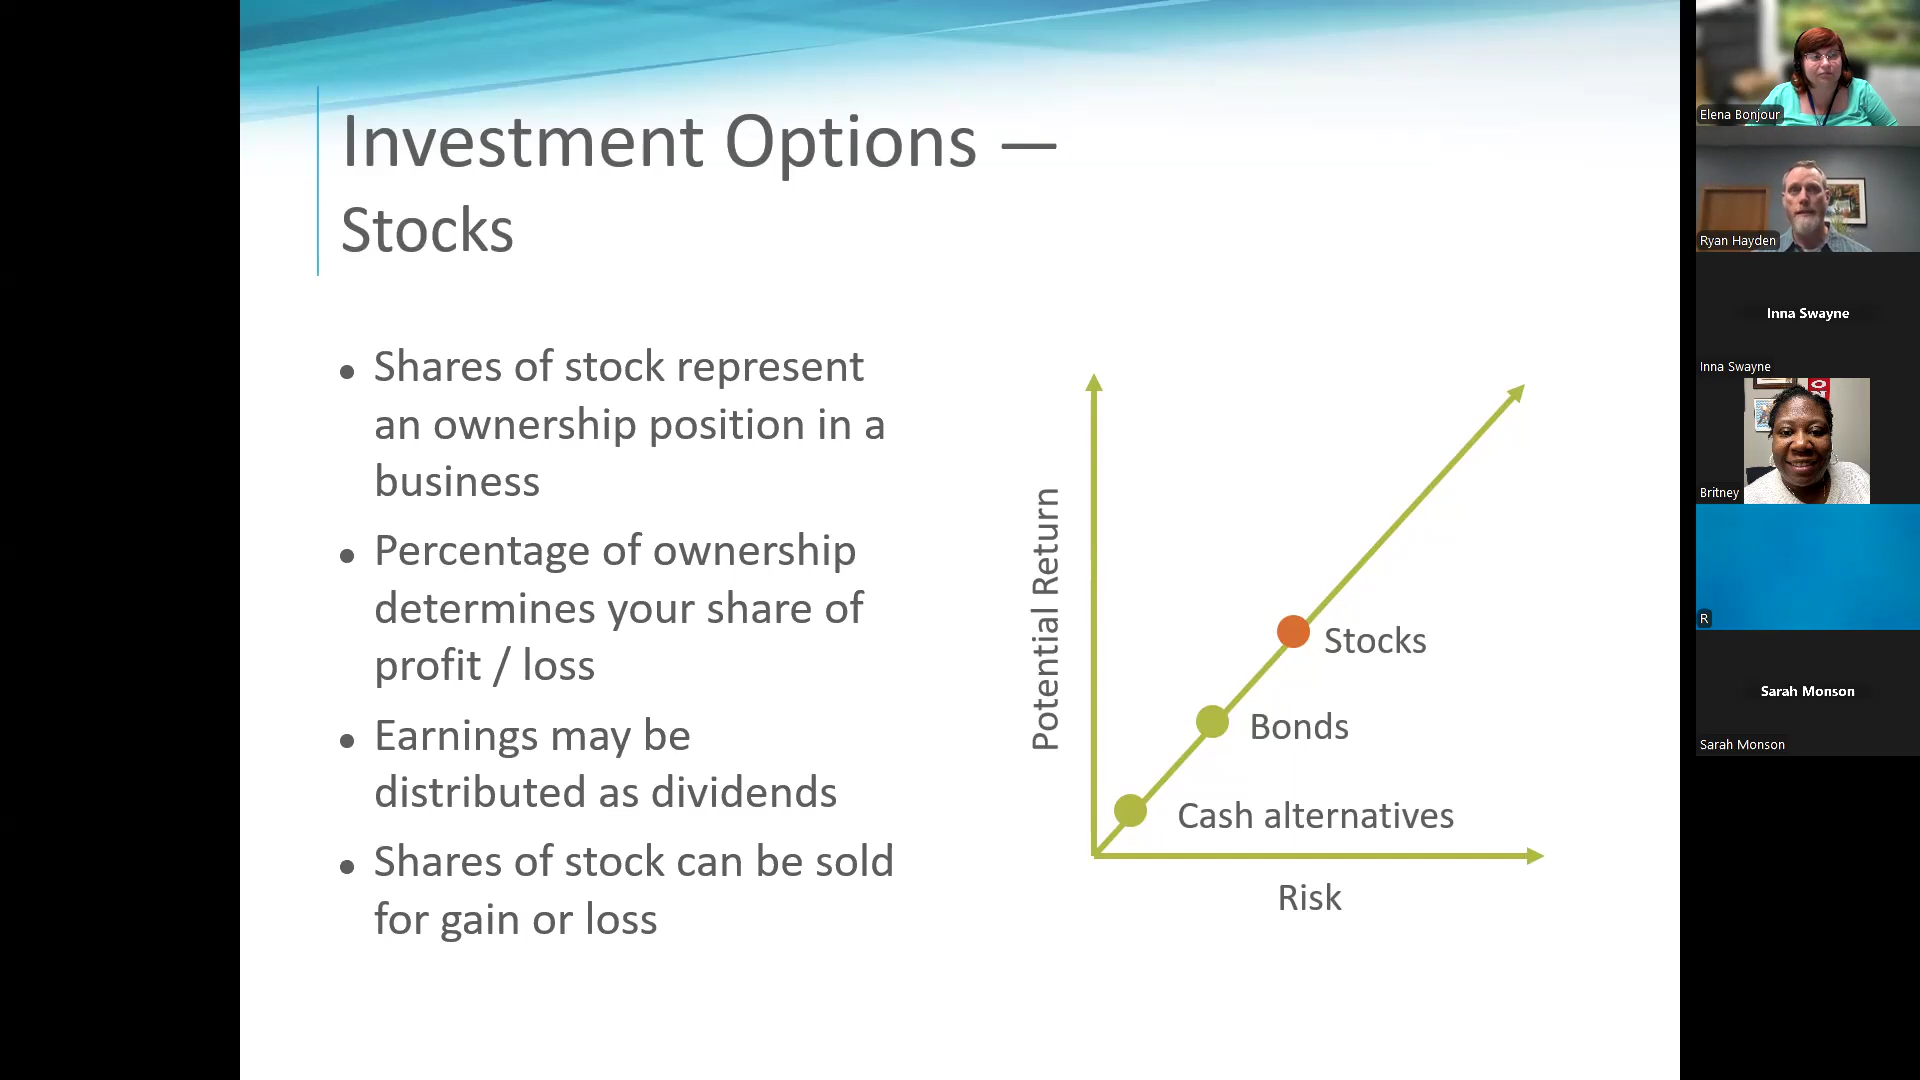 Investment Options —
Stocks
• Shares of stock represent
an ownership position in a
business
• Percentage of ownership
determines your share of
profit / loss
• Earnings may be
distributed as dividends
• Shares of stock can be sold
for gain or loss
Potential Return
Stocks
Bonds
Cash alternatives
Risk
Elena Bonjour
Ryan Hayden
Inna Swayne
Inna Swayne
Britney
R
Sarah Monson
Sarah Monson